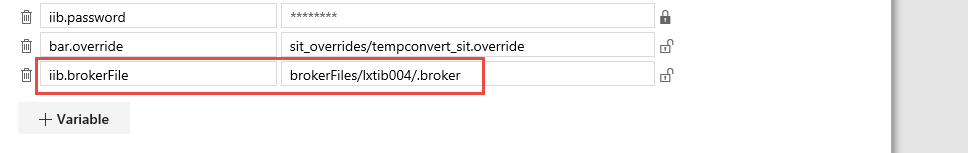 iib.password ********
bar.override sit_overrides/tempconvert_sit.override
iib.brokerFile brokerFiles/lxtib004/.broker
+ Variable